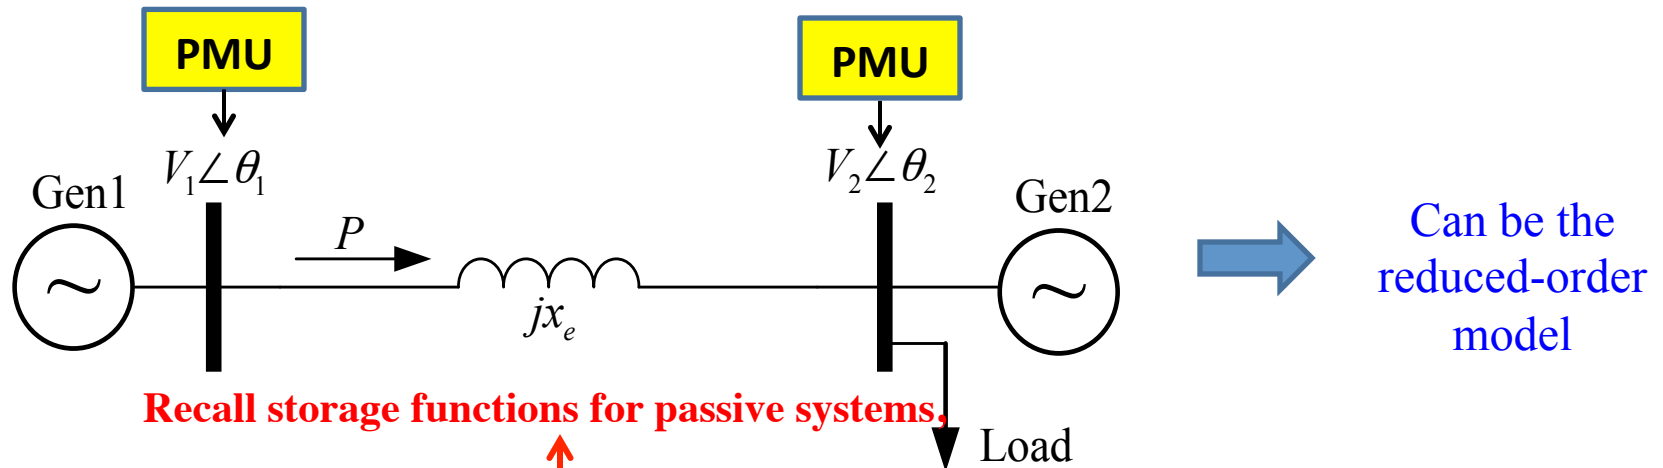 PMU
PMU
V₁∠θ₁
V₂∠θ₂
Gen1
Gen2
P
~
~
jxₑ
Can be the
reduced-order
model
Recall storage functions for passive systems,
Load